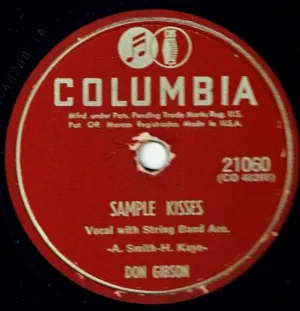 COLUMBIA
Mfrd. under Pats. Pending Trade Marks Reg. U.S.
Pat. Off. Marcas Registradas Made in U.S.A.
21060
SAMPLE KISSES
Vocal with String Band Acc.
-A. Smith-H. Kaye-
DON GIBSON